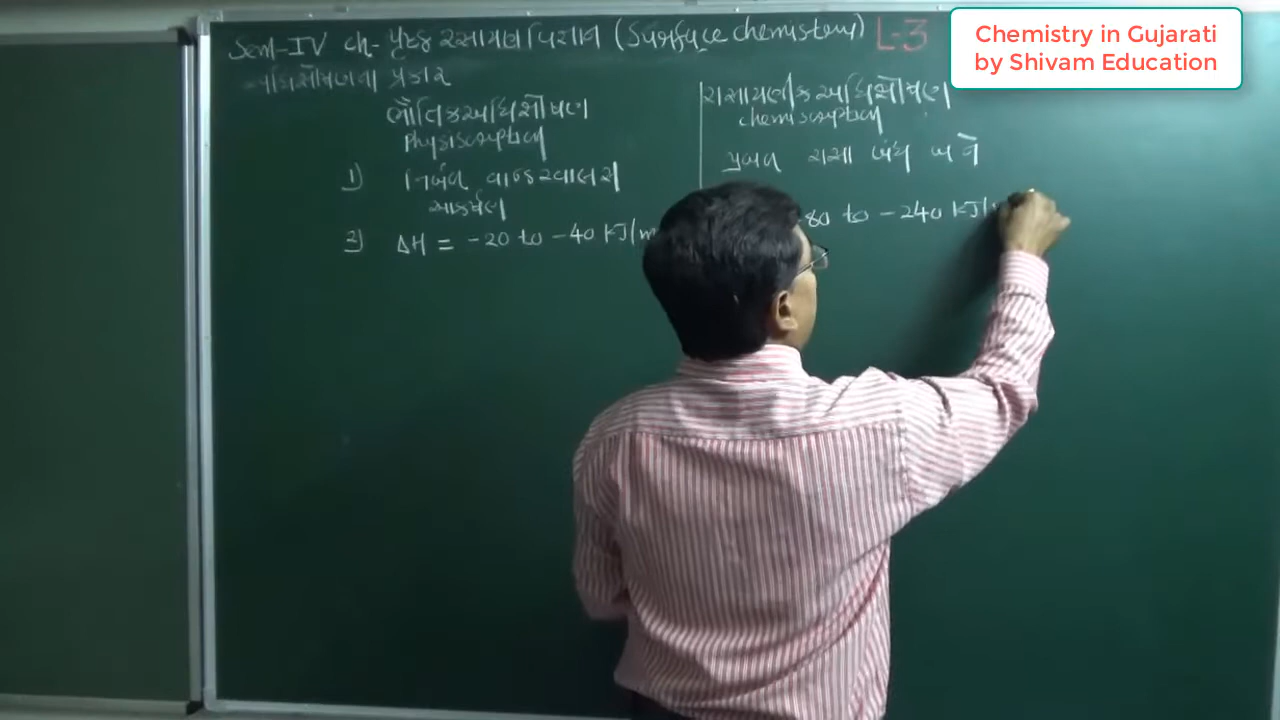 Sem-IV ch- પૃષ્ઠ રસાયણવિજ્ઞાન (Surface chemistry) L-3
Chemistry in Gujarati
by Shivam Education
અધિશોષણના પ્રકાર
ભૌતિક અધિશોષણ
Physisorption
રાસાયણીક અધિશોષણ
chemisorption
1) નિર્બળ વાન્ડરવાલ્સ
આકર્ષણ
પ્રબળ રાસા બંધ બને
2) ΔH = -20 to -40 kJ/m
80 to -240 kJ/